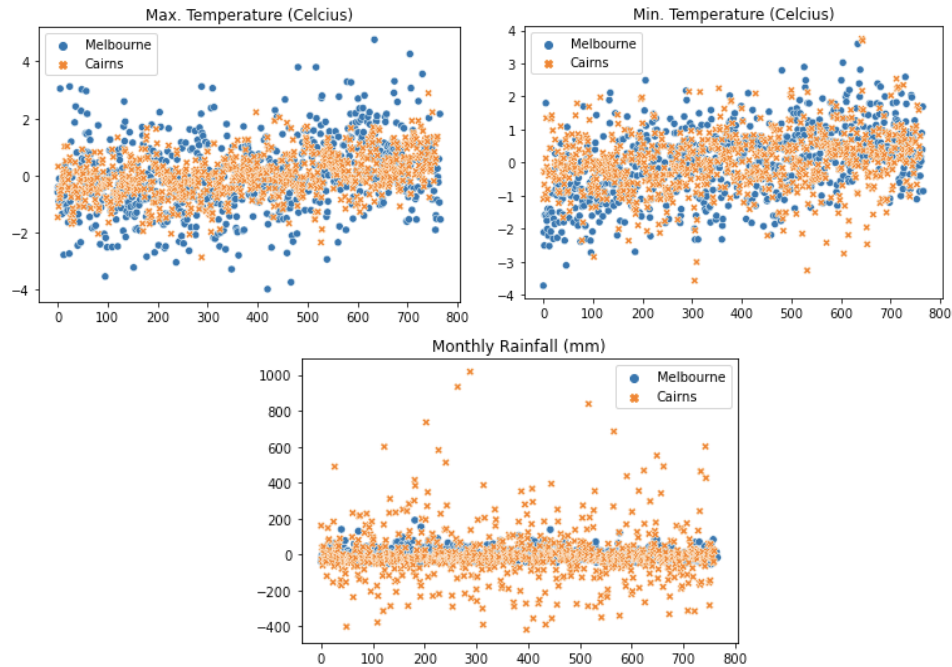 Max. Temperature (Celcius)
Melbourne
Cairns
4
2
0
−2
−4
0 100 200 300 400 500 600 700 800
Min. Temperature (Celcius)
Melbourne
Cairns
4
3
2
1
0
−1
−2
−3
−4
0 100 200 300 400 500 600 700 800
Monthly Rainfall (mm)
Melbourne
Cairns
1000
800
600
400
200
0
−200
−400
0 100 200 300 400 500 600 700 800